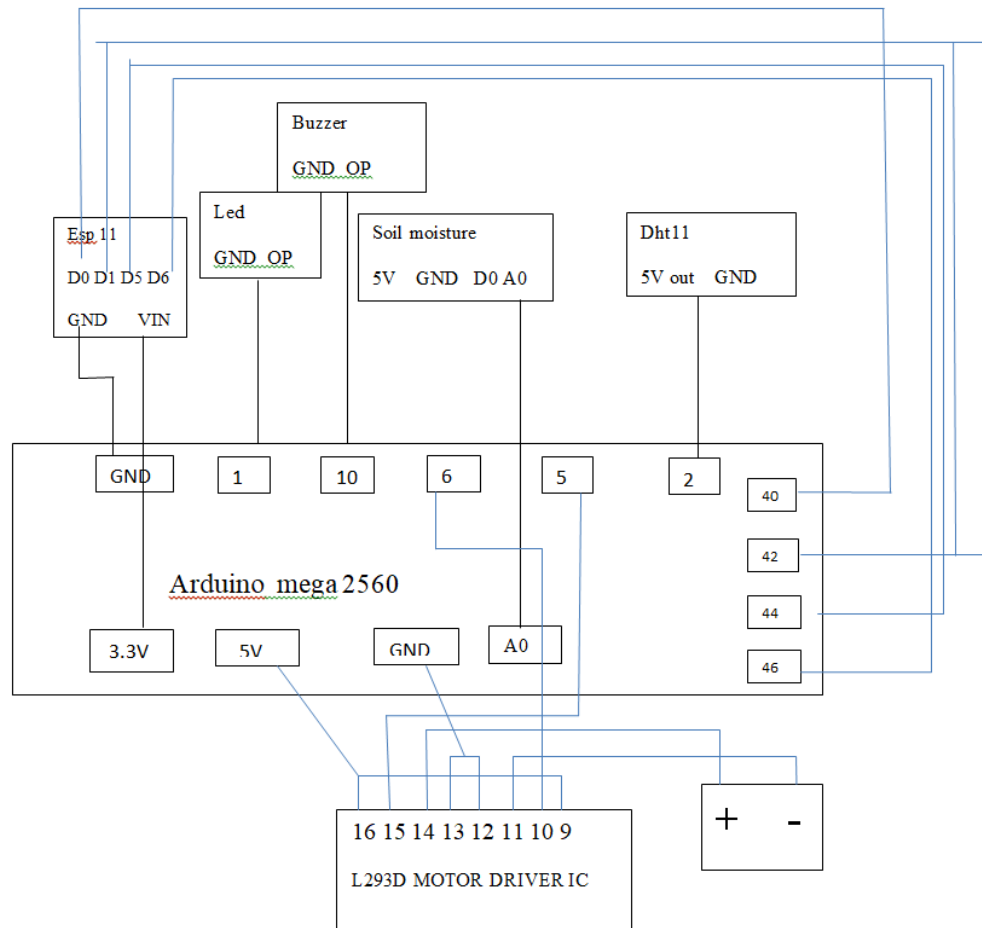 Buzzer
GND OP
Led
GND OP
Esp 11
D0 D1 D5 D6
GND VIN
Soil moisture
5V GND D0 A0
Dht11
5V out GND
GND
1
10
6
5
2
40
42
44
46
Arduino mega 2560
3.3V
5V
GND
A0
16 15 14 13 12 11 10 9
L293D MOTOR DRIVER IC
+ -